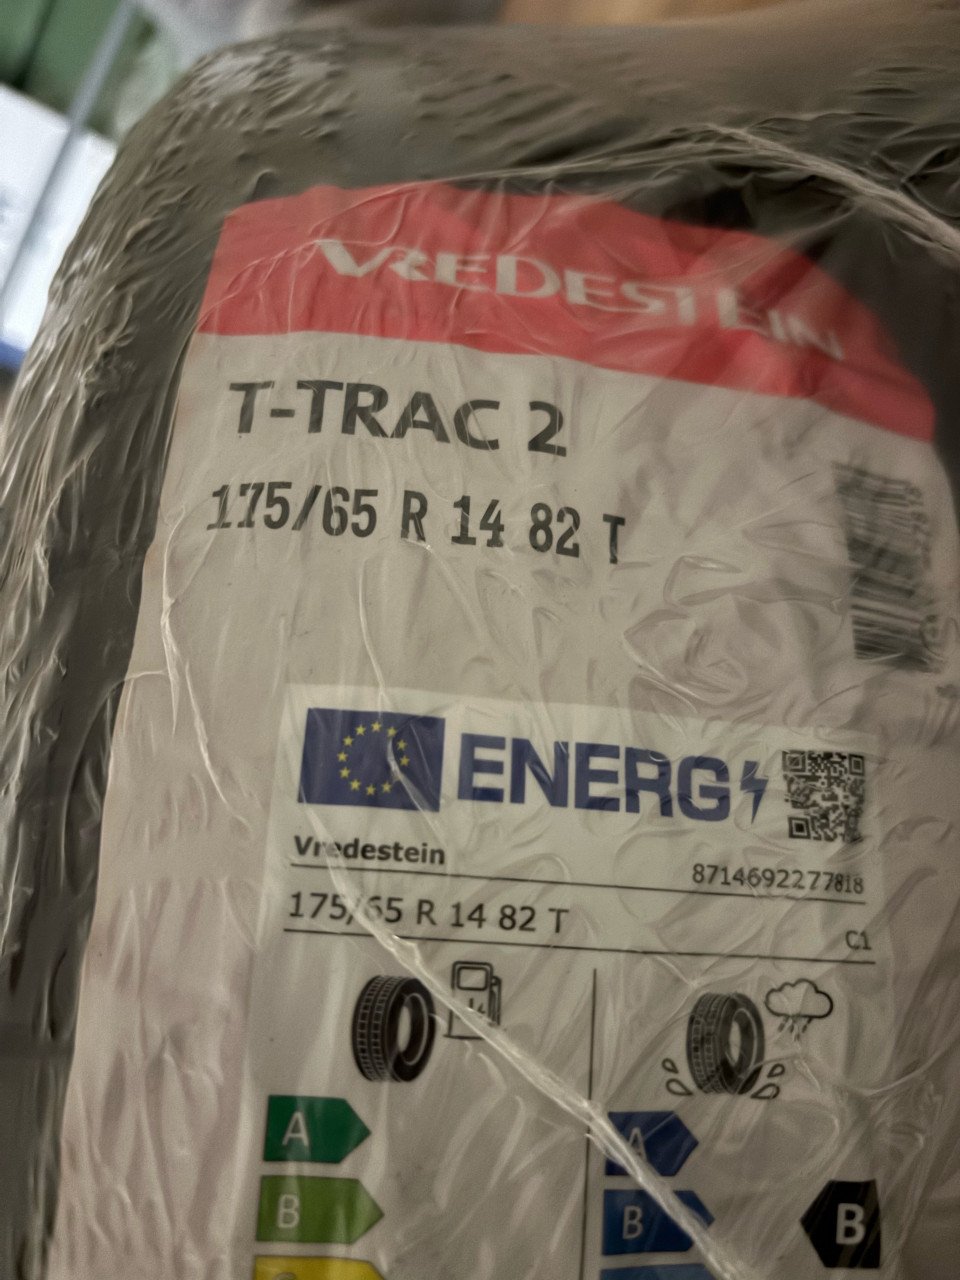 VREDESTEIN
T-TRAC 2
175/65 R 14 82 T
ENERG
Vredestein
8714692277818
175/65 R 14 82 T
C1
A
A
B
B
B